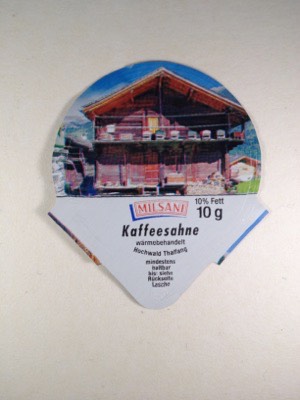 MILSANI
10% Fett
10 g
Kaffeesahne
wärmebehandelt
Hochwald Thalfang
mindestens
haltbar
bis: siehe
Rückseite
Lasche